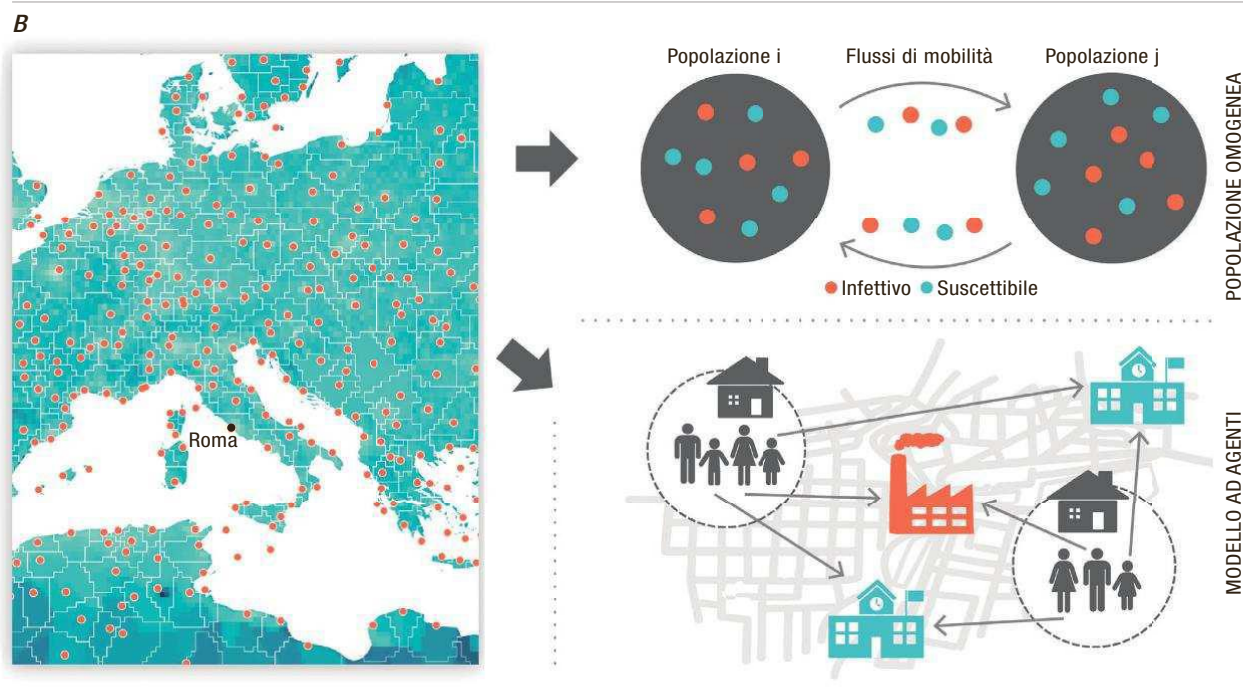 B
Popolazione i
Flussi di mobilità
Popolazione j
Infettivo
Suscettibile
POPOLAZIONE OMOGENEA
Roma
MODELLO AD AGENTI